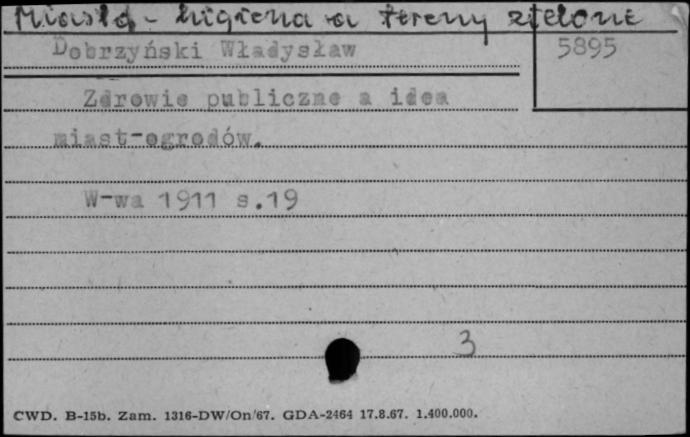 Miasta - higiena a tereny zielone
Dobrzyński Władysław
5895
Zdrowie publiczne a idea
miast-ogrodów.
W-wa 1911 s.19
3
CWD. B-15b. Zam. 1316-DW/On/67. GDA-2464 17.8.67. 1.400.000.